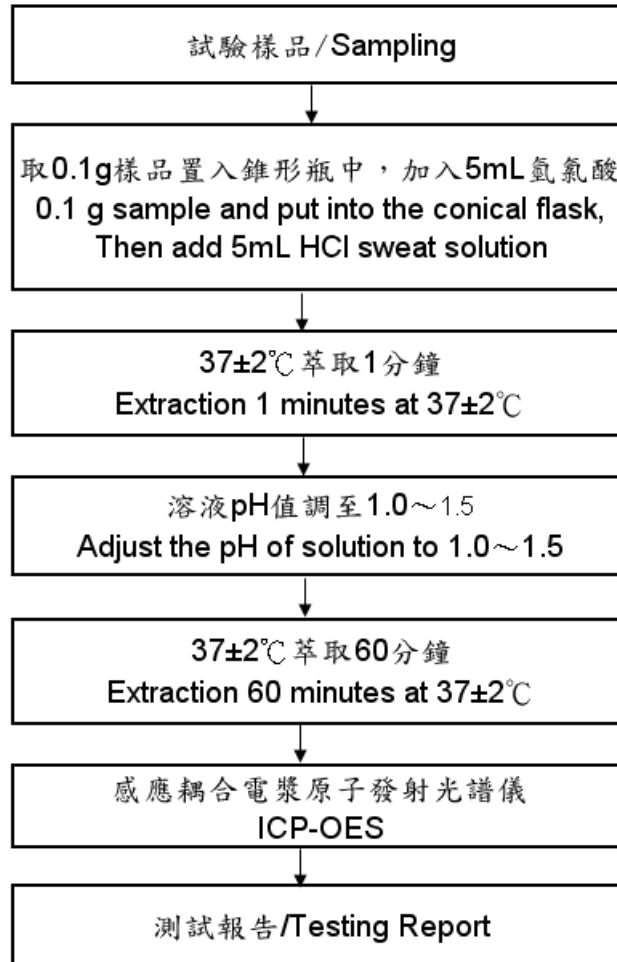 試驗樣品/Sampling
取0.1g樣品置入錐形瓶中，加入5mL氫氯酸
0.1 g sample and put into the conical flask,
Then add 5mL HCl sweat solution
37±2℃萃取1分鐘
Extraction 1 minutes at 37±2℃
溶液pH值調至1.0～1.5
Adjust the pH of solution to 1.0～1.5
37±2℃萃取60分鐘
Extraction 60 minutes at 37±2℃
感應耦合電漿原子發射光譜儀
ICP-OES
測試報告/Testing Report